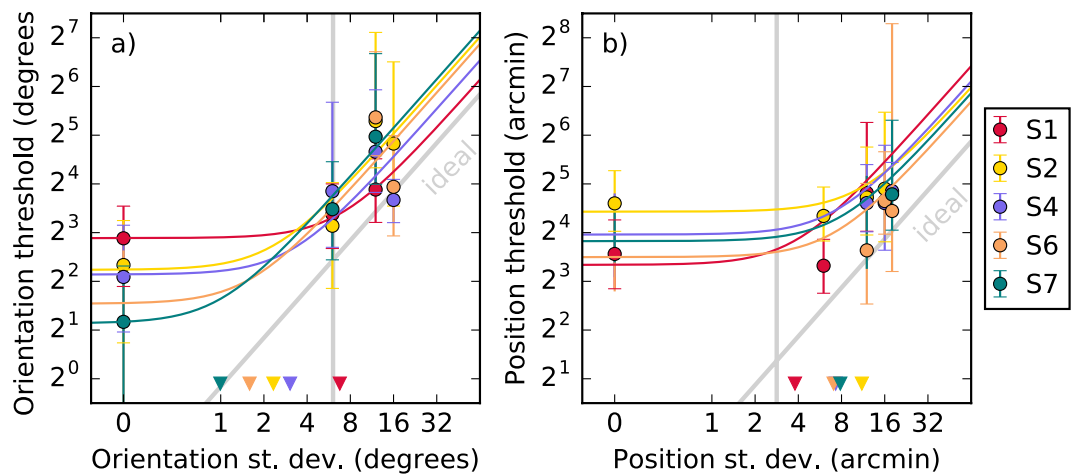 a)
Orientation threshold (degrees)
2^7
2^6
2^5
2^4
2^3
2^2
2^1
2^0
ideal
0 1 2 4 8 16 32
Orientation st. dev. (degrees)
b)
Position threshold (arcmin)
2^8
2^7
2^6
2^5
2^4
2^3
2^2
2^1
ideal
0 1 2 4 8 16 32
Position st. dev. (arcmin)
S1
S2
S4
S6
S7